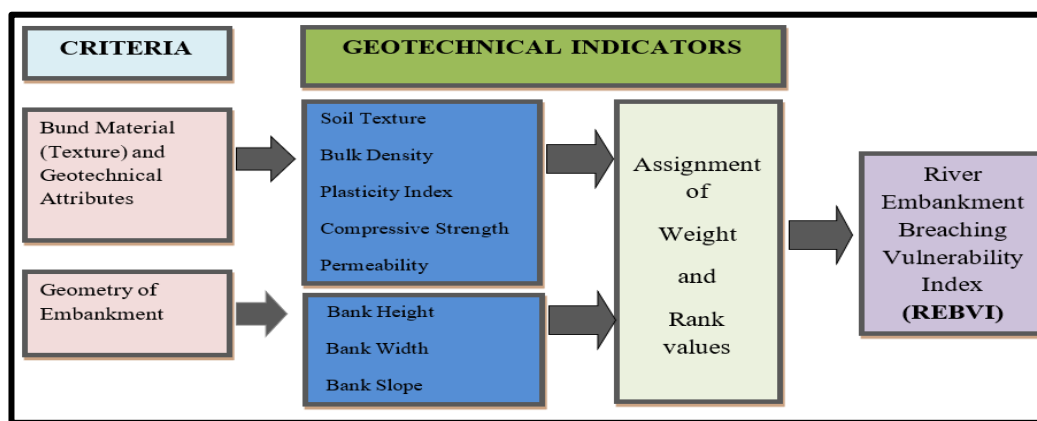 CRITERIA
GEOTECHNICAL INDICATORS
Bund Material
(Texture) and
Geotechnical
Attributes
Soil Texture
Bulk Density
Plasticity Index
Compressive Strength
Permeability
Geometry of
Embankment
Bank Height
Bank Width
Bank Slope
Assignment
of
Weight
and
Rank
values
River
Embankment
Breaching
Vulnerability
Index
(REBVI)